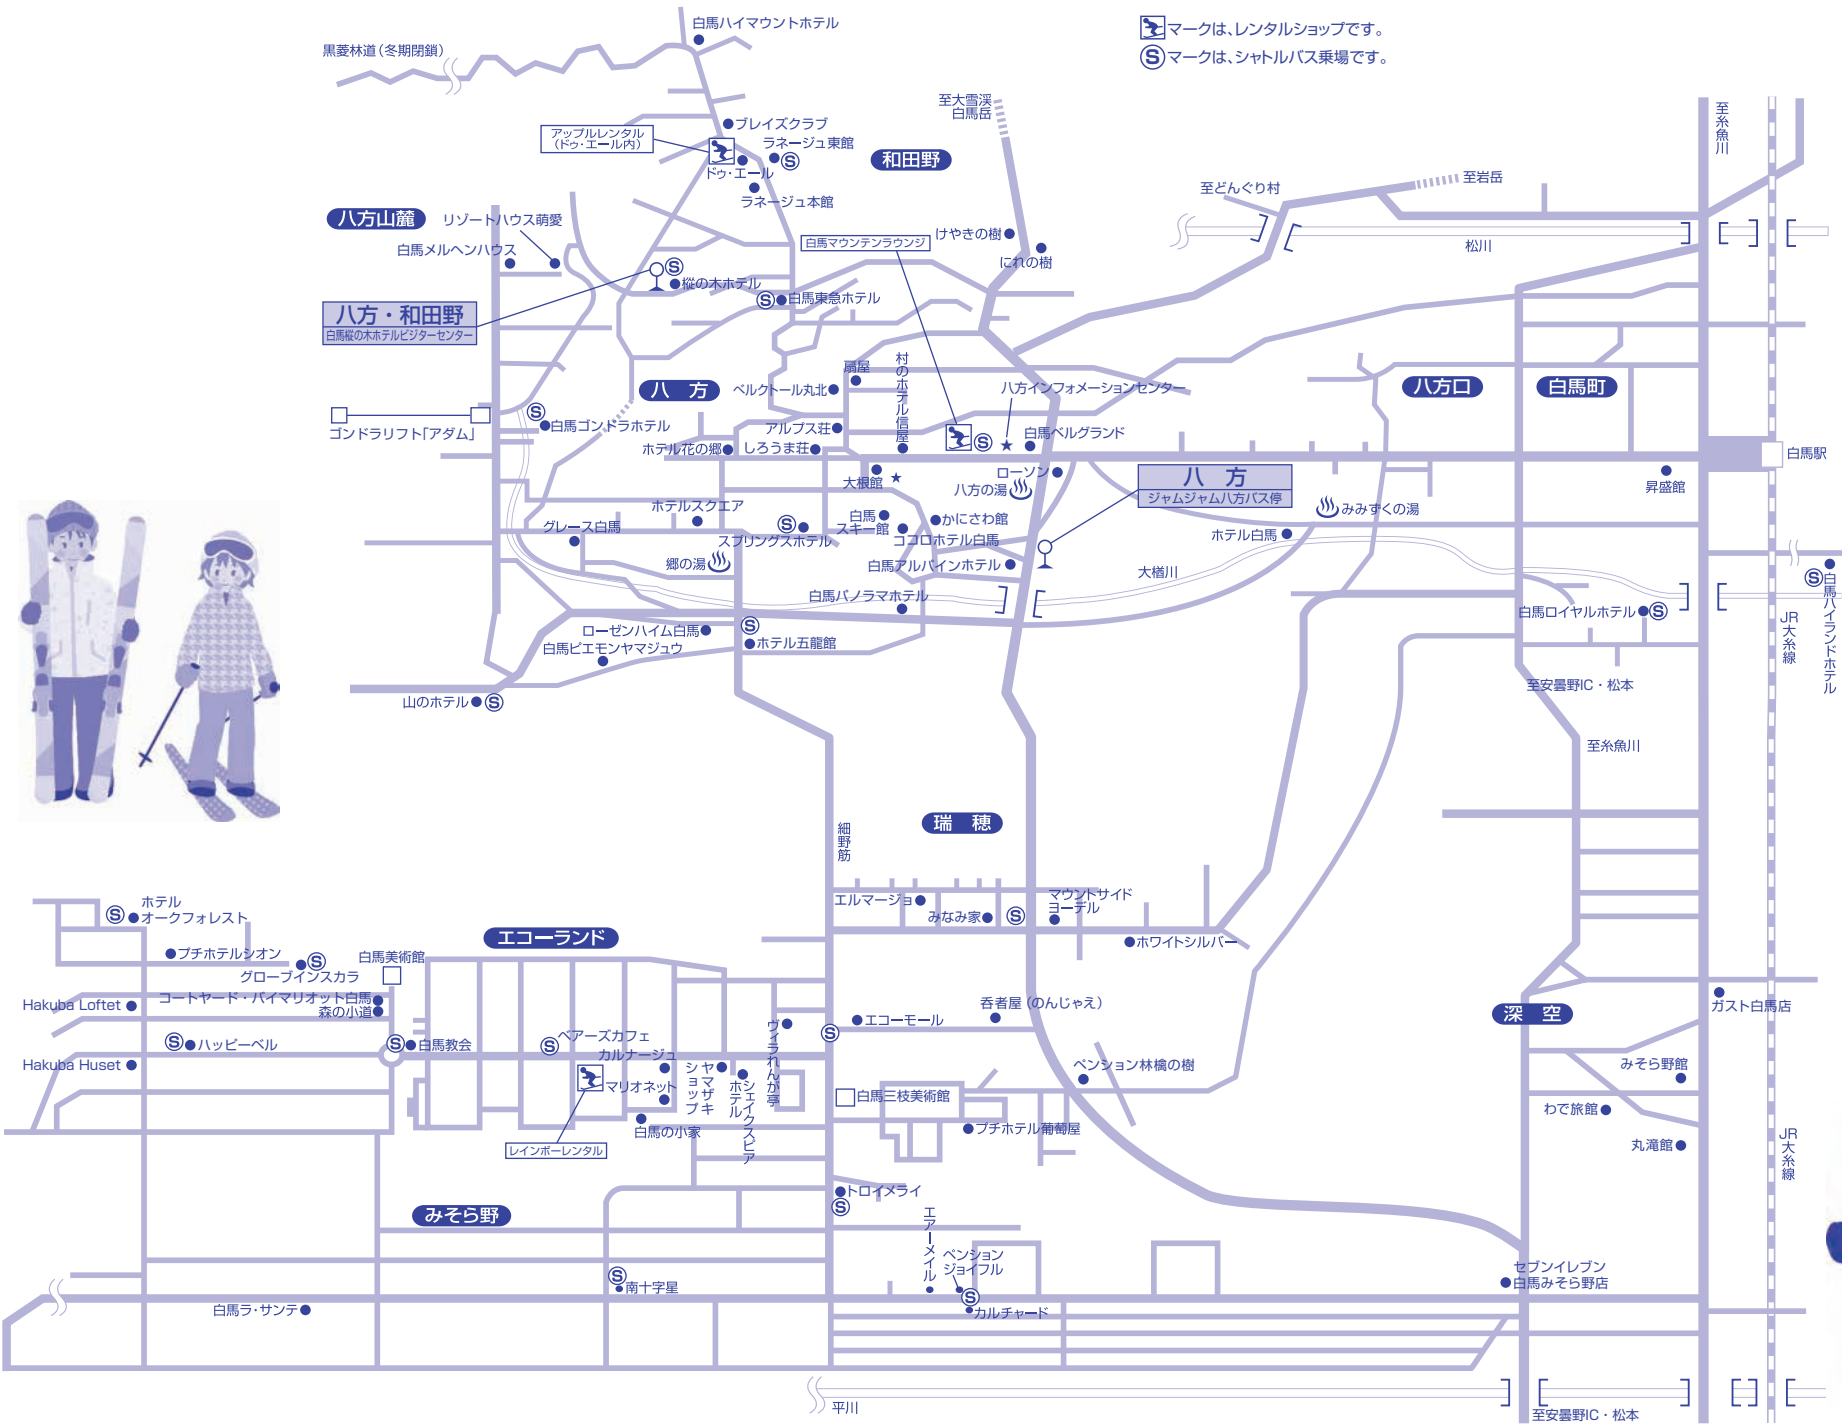 白馬ハイマウントホテル
黒菱林道(冬期閉鎖)
マークは、レンタルショップです。
Ⓢマークは、シャトルバス乗場です。
至大雪渓
白馬岳
ブレイズクラブ
アップルレンタル
(ドゥ・エール内)
ラネージュ東館
Ⓢ
ドゥ・エール
ラネージュ本館
和田野
至糸魚川
至どんぐり村
至岩岳
八方山麓
リゾートハウス萌愛
白馬メルヘンハウス
白馬マウンテンラウンジ
けやきの樹
にれの樹
松川
Ⓢ
樅の木ホテル
Ⓢ
白馬東急ホテル
八方・和田野
白馬樅の木ホテルビジターセンター
八 方
ベルクトール丸北
扇屋
村のホテル信屋
八方インフォメーションセンター
八方口
白馬町
ゴンドラリフト「アダム」
Ⓢ
白馬ゴンドラホテル
アルプス荘
ホテル花の郷
しろうま荘
Ⓢ
白馬ベルグランド
白馬駅
大根館
ローソン
八方の湯
八 方
ジャムジャム八方バス停
昇盛館
みみずくの湯
ホテルスクエア
グレース白馬
Ⓢ
スプリングスホテル
白馬
スキー館
かにさわ館
ココロホテル白馬
ホテル白馬
郷の湯
白馬アルパインホテル
大楢川
白馬パノラマホテル
白馬ロイヤルホテル
Ⓢ
Ⓢ
白馬ハイランドホテル
JR大糸線
ローゼンハイム白馬
Ⓢ
ホテル五龍館
白馬ピエモンヤマジュウ
山のホテル
Ⓢ
至安曇野IC・松本
至糸魚川
瑞 穂
細野筋
エルマージョ
みなみ家
Ⓢ
マウントサイド
ヨーデル
ホワイトシルバー
ホテル
オークフォレスト
Ⓢ
プチホテルシオン
グローブインスカラ
Ⓢ
白馬美術館
エコーランド
Hakuba Loftet
コートヤード・バイマリオット白馬
森の小道
Ⓢ
ハッピーベル
Ⓢ
白馬教会
Hakuba Huset
Ⓢ
ベアーズカフェ
カルナージュ
マリオネット
ヤマザキ
ショップ
シェイクスピア
ホテル
ヴィラれんが亭
Ⓢ
エコーモール
呑者屋(のんじゃえ)
深 空
ガスト白馬店
白馬の小家
レインボーレンタル
白馬三枝美術館
ペンション林檎の樹
プチホテル葡萄屋
みそら野館
わで旅館
丸滝館
JR大糸線
みそら野
トロイメライ
Ⓢ
エアーメイル
ペンション
ジョイフル
Ⓢ
カルチャード
Ⓢ
南十字星
白馬ラ・サンテ
セブンイレブン
白馬みそら野店
平川
至安曇野IC・松本